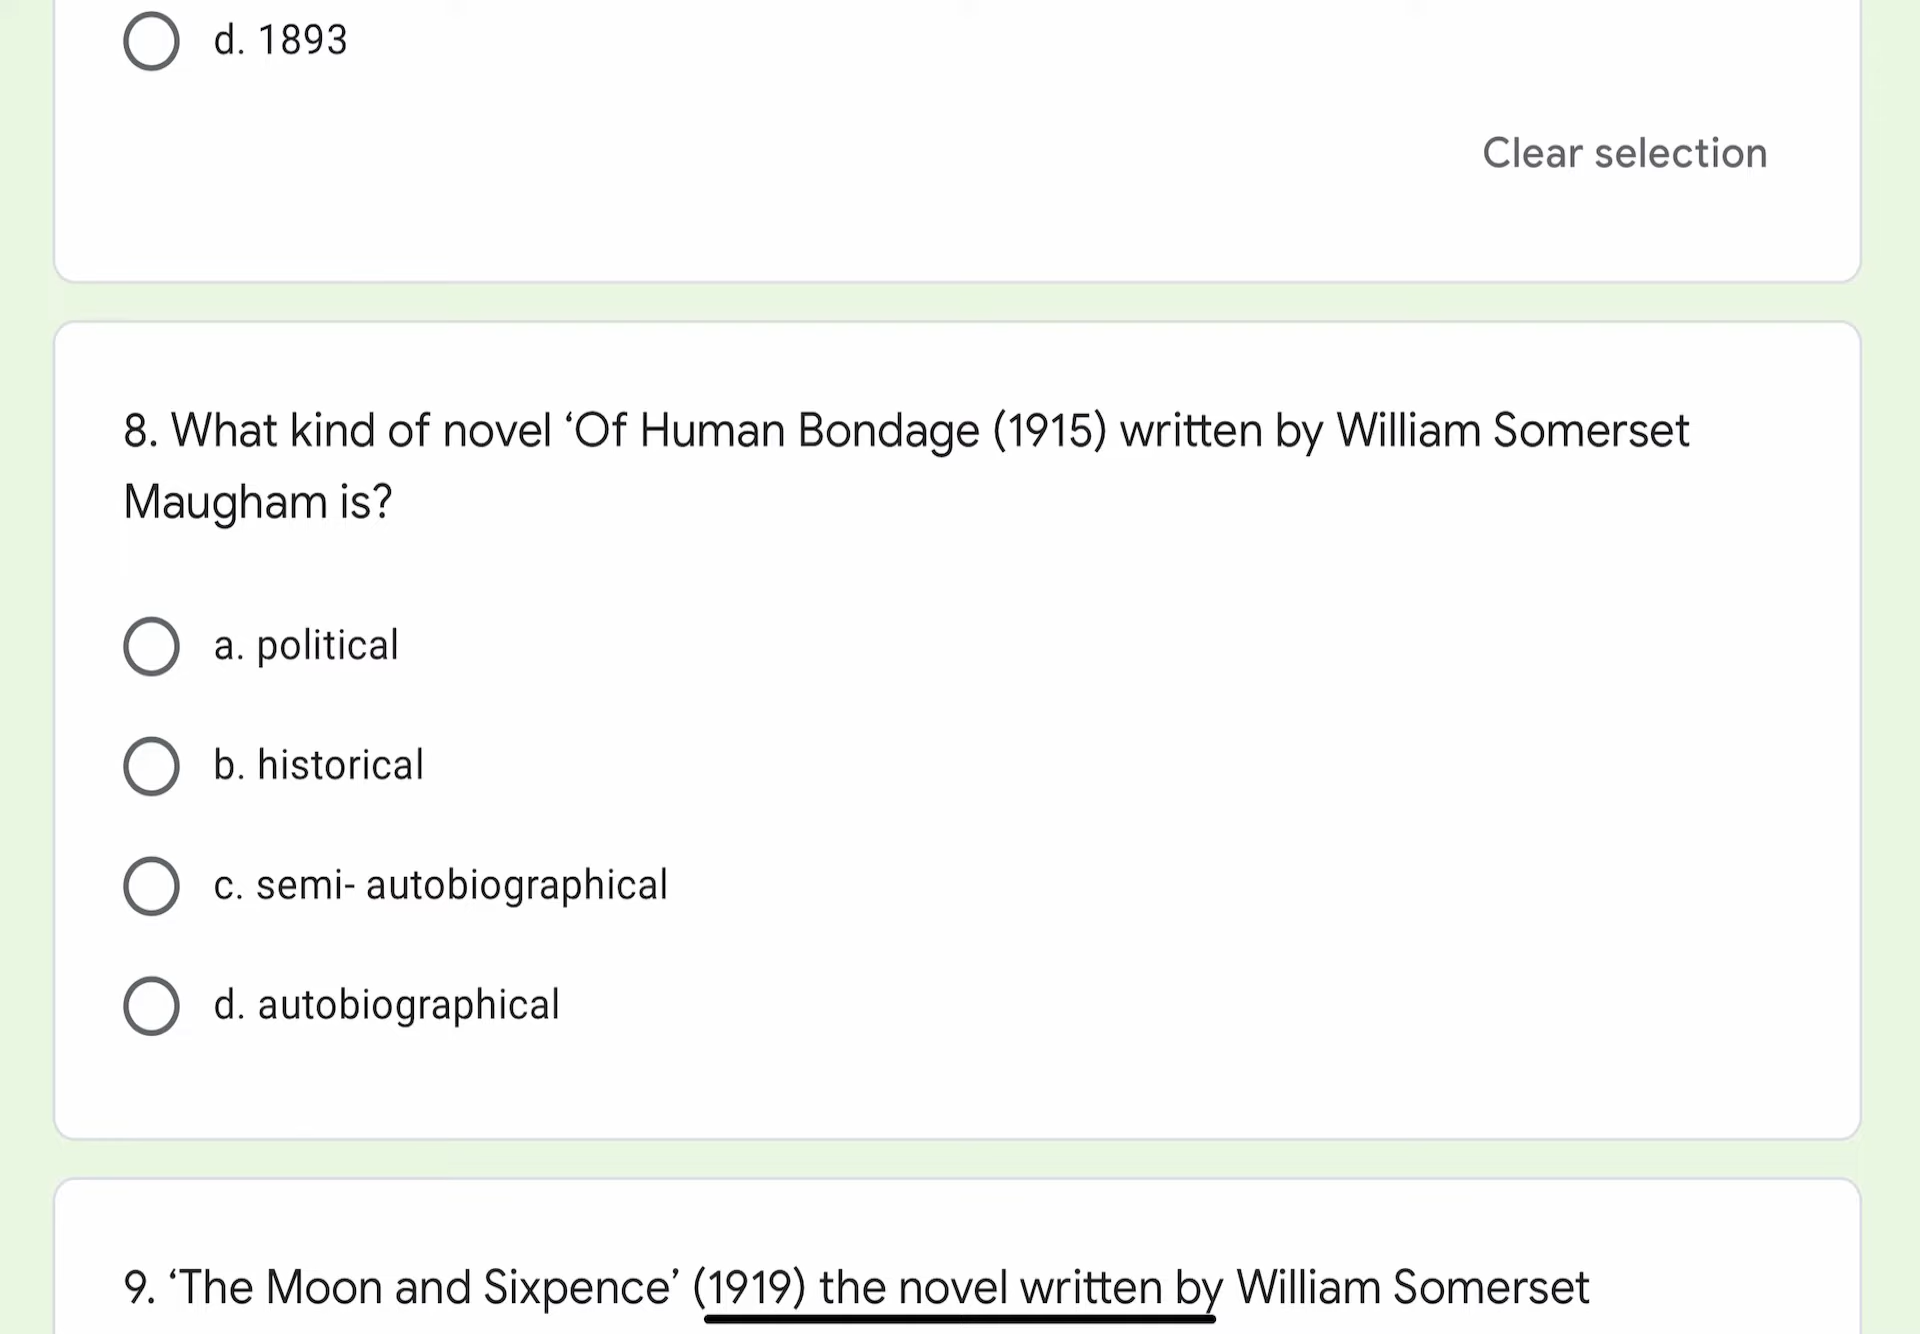 d. 1893
Clear selection
8. What kind of novel ‘Of Human Bondage (1915) written by William Somerset
Maugham is?
a. political
b. historical
c. semi- autobiographical
d. autobiographical
9. ‘The Moon and Sixpence’ (1919) the novel written by William Somerset